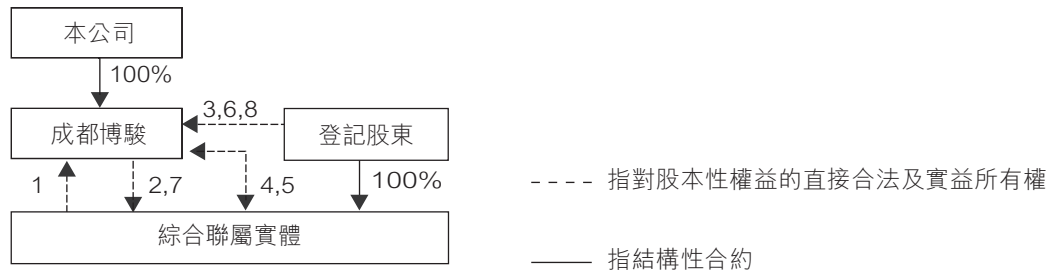 本公司
100%
成都博駿
3,6,8
登記股東
1
2,7
4,5
100%
綜合聯屬實體
指對股本性權益的直接合法及實益所有權
指結構性合約